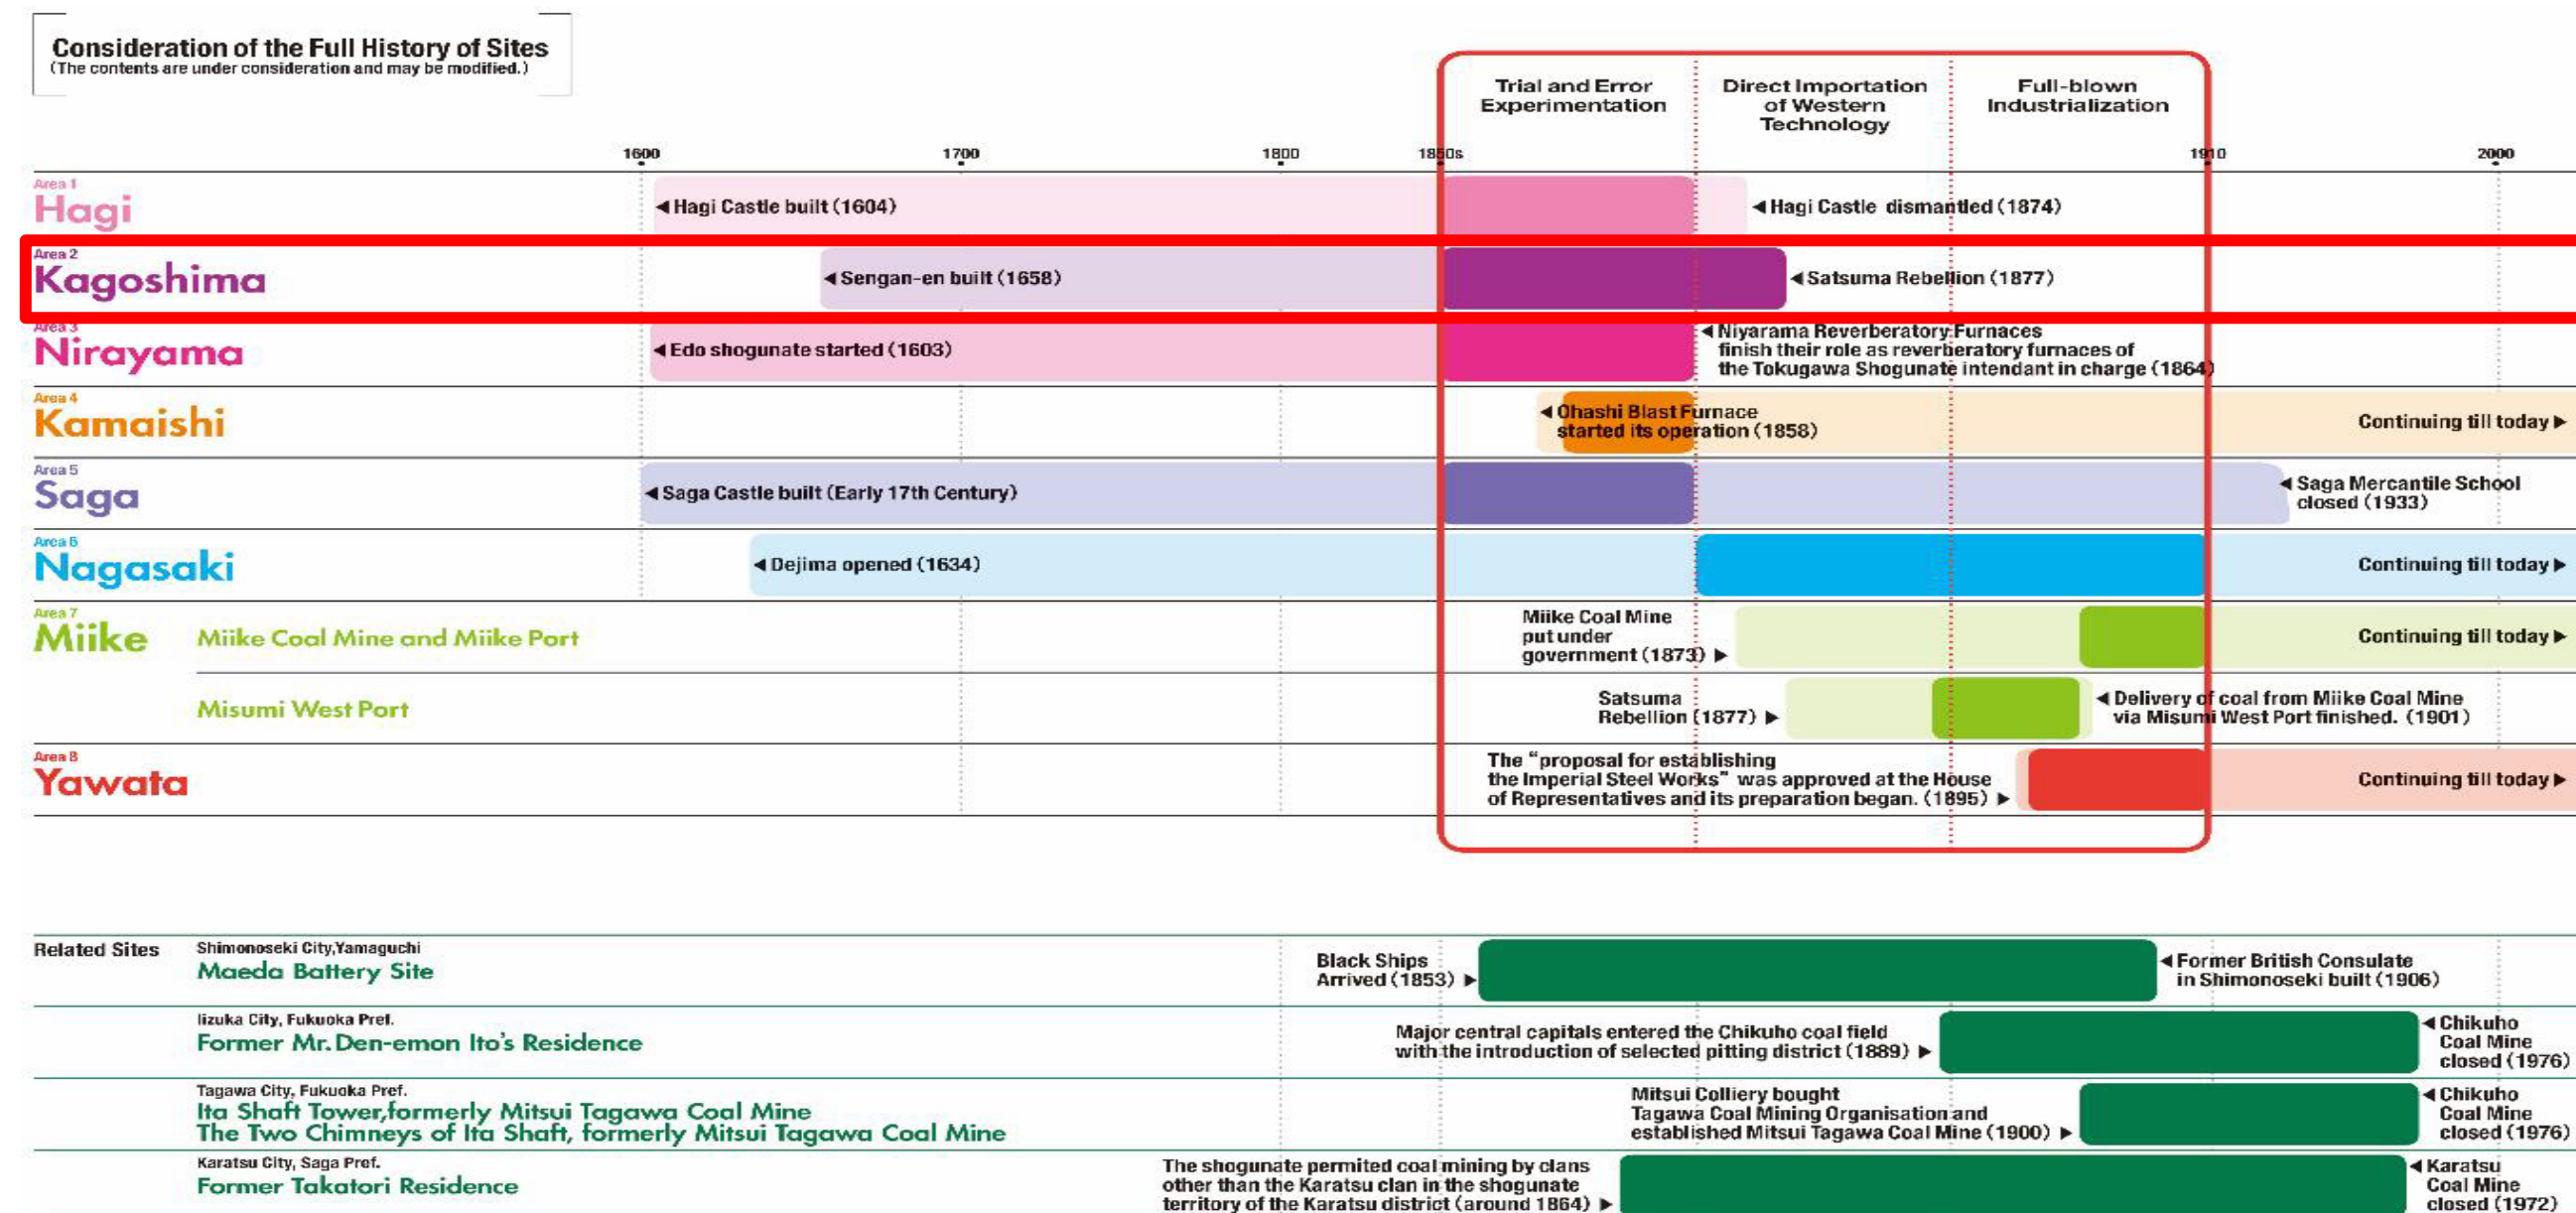 Consideration of the Full History of Sites
(The contents are under consideration and may be modified.)
Trial and Error
Experimentation
Direct Importation
of Western
Technology
Full-blown
Industrialization
1600
1700
1800
1850s
1910
2000
Area 1
Hagi
◀ Hagi Castle built (1604)
◀ Hagi Castle dismantled (1874)
Area 2
Kagoshima
◀ Sengan-en built (1658)
◀ Satsuma Rebellion (1877)
Area 3
Nirayama
◀ Edo shogunate started (1603)
◀ Niyarama Reverberatory Furnaces
finish their role as reverberatory furnaces of
the Tokugawa Shogunate intendant in charge (1864)
Area 4
Kamaishi
◀ Ohashi Blast Furnace
started its operation (1858)
Continuing till today ▶
Area 5
Saga
◀ Saga Castle built (Early 17th Century)
◀ Saga Mercantile School
closed (1933)
Area 6
Nagasaki
◀ Dejima opened (1634)
Continuing till today ▶
Area 7
Miike
Miike Coal Mine and Miike Port
Miike Coal Mine
put under
government (1873) ▶
Continuing till today ▶
Misumi West Port
Satsuma
Rebellion (1877) ▶
◀ Delivery of coal from Miike Coal Mine
via Misumi West Port finished. (1901)
Area 8
Yawata
The "proposal for establishing
the Imperial Steel Works" was approved at the House
of Representatives and its preparation began. (1895) ▶
Continuing till today ▶
Related Sites
Shimonoseki City,Yamaguchi
Maeda Battery Site
Black Ships
Arrived (1853) ▶
◀ Former British Consulate
in Shimonoseki built (1906)
Iizuka City, Fukuoka Pref.
Former Mr. Den-emon Ito's Residence
Major central capitals entered the Chikuho coal field
with the introduction of selected pitting district (1889) ▶
◀ Chikuho
Coal Mine
closed (1976)
Tagawa City, Fukuoka Pref.
Ita Shaft Tower,formerly Mitsui Tagawa Coal Mine
The Two Chimneys of Ita Shaft, formerly Mitsui Tagawa Coal Mine
Mitsui Colliery bought
Tagawa Coal Mining Organisation and
established Mitsui Tagawa Coal Mine (1900) ▶
◀ Chikuho
Coal Mine
closed (1976)
Karatsu City, Saga Pref.
Former Takatori Residence
The shogunate permited coal mining by clans
other than the Karatsu clan in the shogunate
territory of the Karatsu district (around 1864) ▶
◀ Karatsu
Coal Mine
closed (1972)